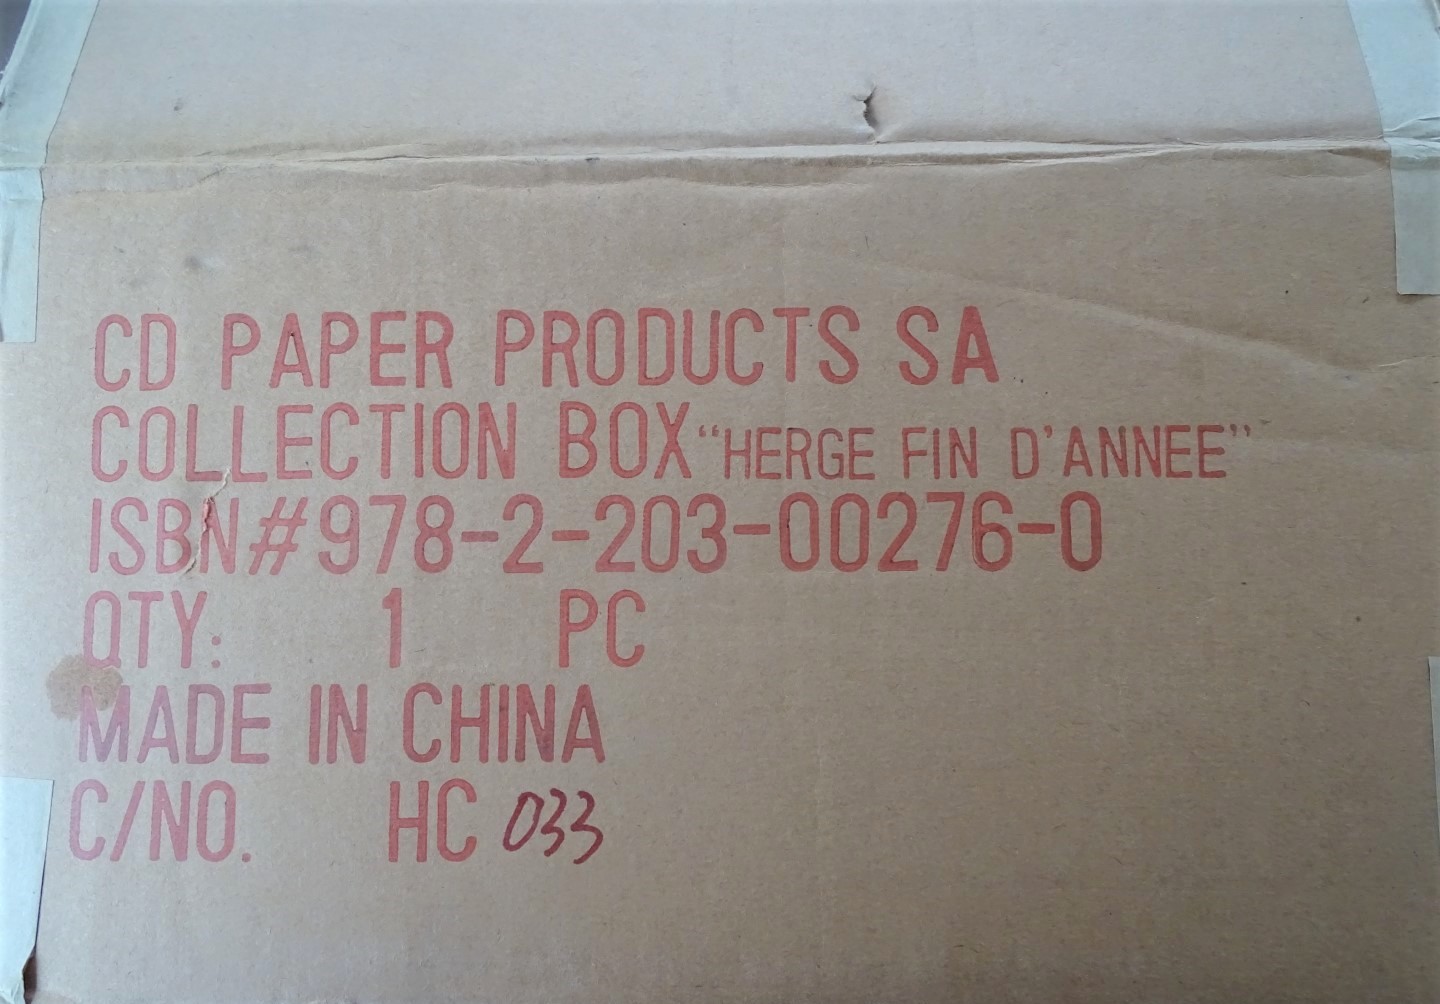 CD PAPER PRODUCTS SA
COLLECTION BOX “HERGE FIN D’ANNEE”
ISBN#978-2-203-00276-0
QTY: 1 PC
MADE IN CHINA
C/NO. HC 033